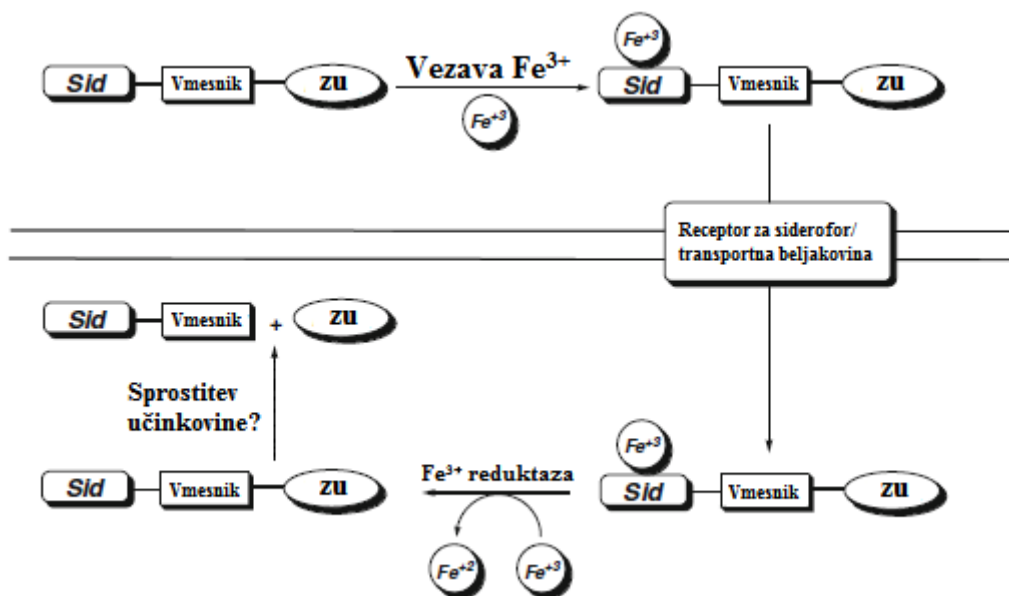 Fe+3
Sid Vmesnik zu Vezava Fe³⁺ Sid Vmesnik zu
Fe+3
Receptor za siderofor/
transportna beljakovina
Sid Vmesnik + zu
Sprostitev
učinkovine?
Fe+3
Sid Vmesnik zu Fe³⁺ reduktaza Sid Vmesnik zu
Fe+2 Fe+3